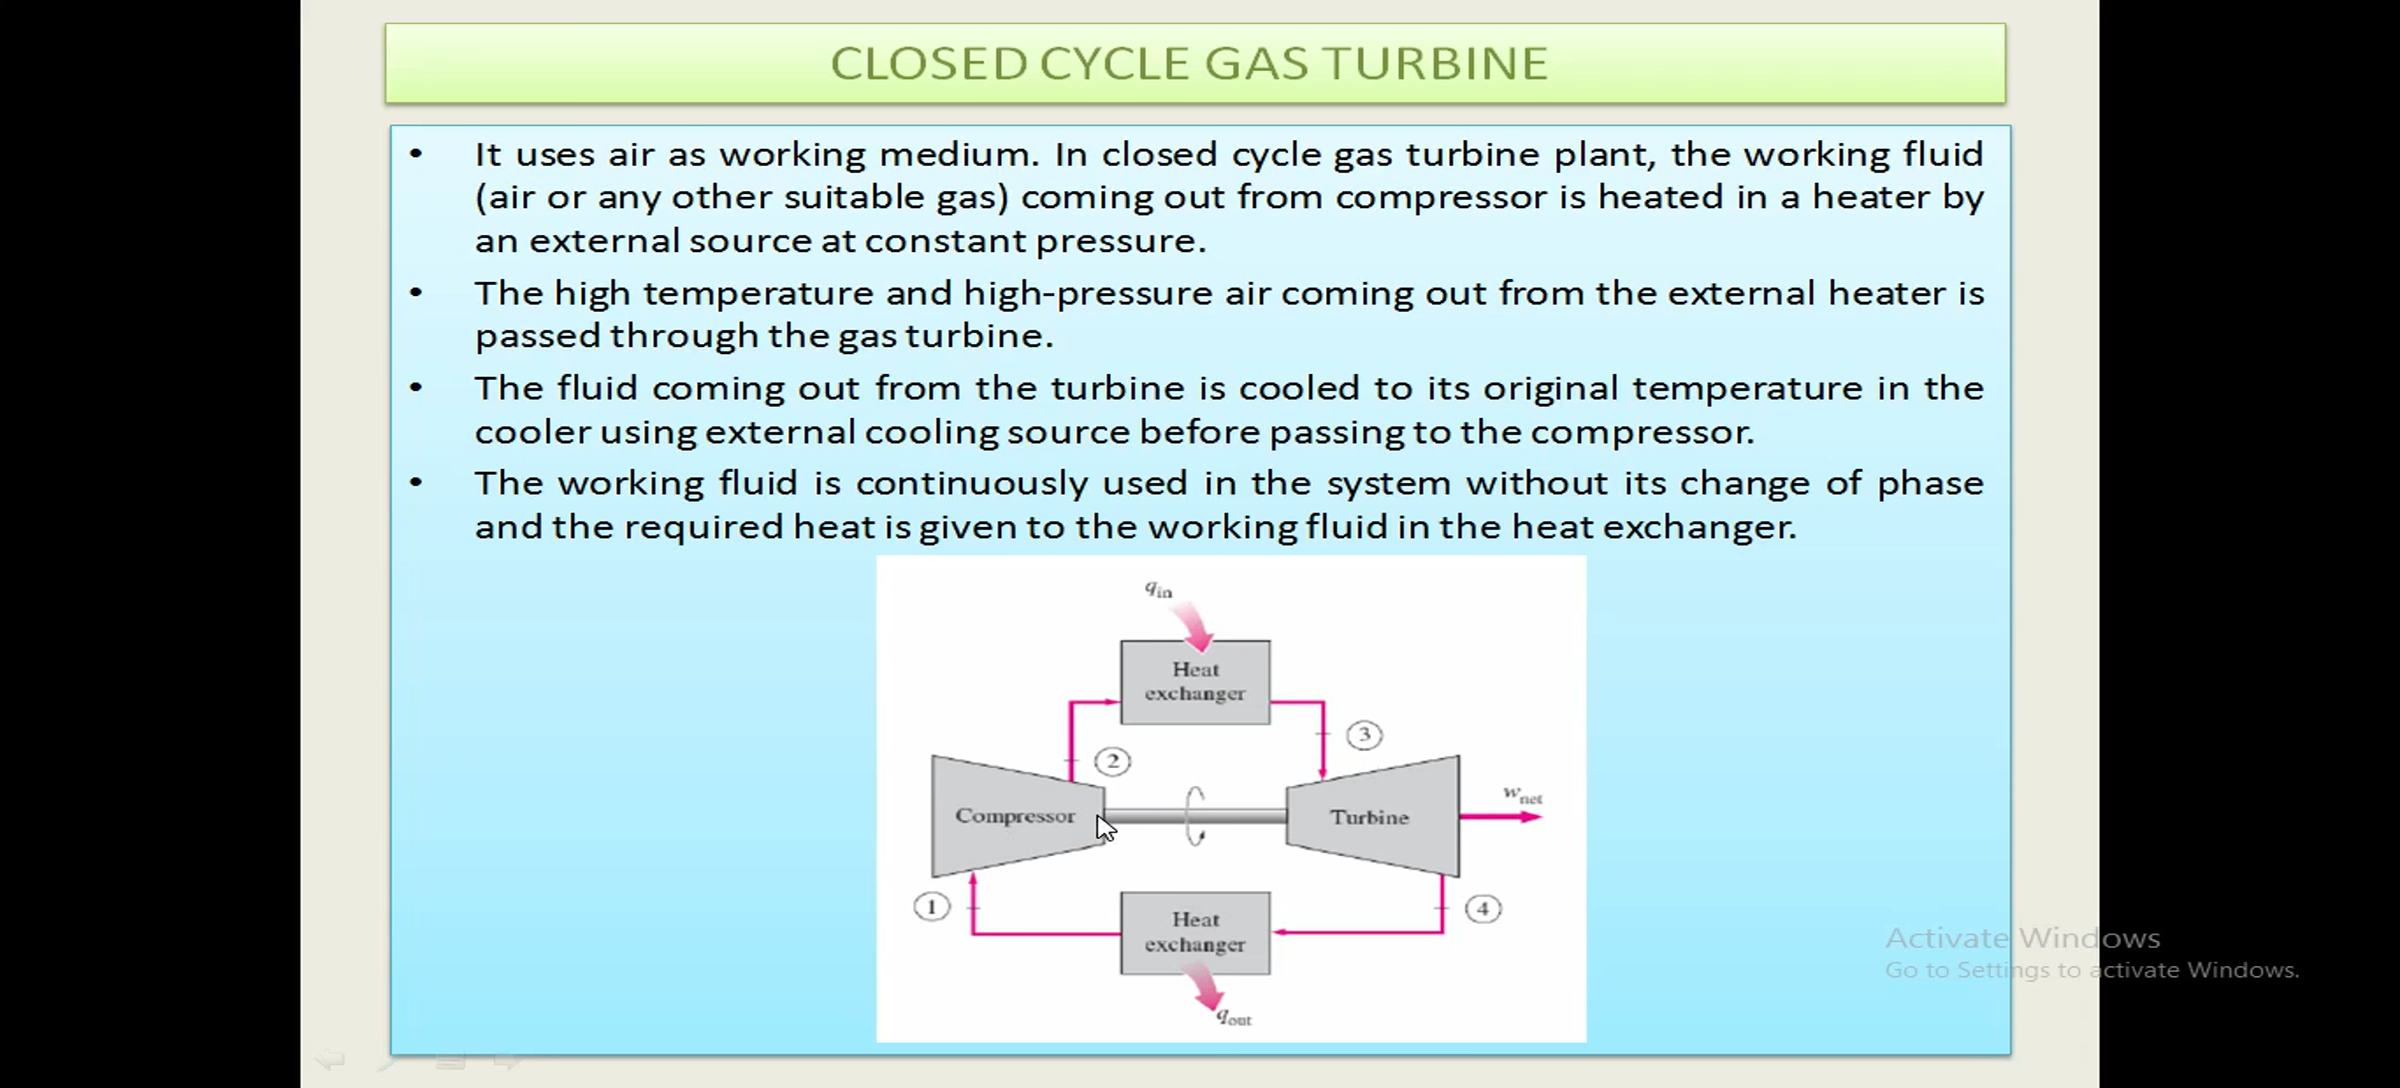 CLOSED CYCLE GAS TURBINE
• It uses air as working medium. In closed cycle gas turbine plant, the working fluid
(air or any other suitable gas) coming out from compressor is heated in a heater by
an external source at constant pressure.
• The high temperature and high-pressure air coming out from the external heater is
passed through the gas turbine.
• The fluid coming out from the turbine is cooled to its original temperature in the
cooler using external cooling source before passing to the compressor.
• The working fluid is continuously used in the system without its change of phase
and the required heat is given to the working fluid in the heat exchanger.
qin
Heat
exchanger
3
2
Compressor
Turbine
wnet
1
Heat
exchanger
4
qout
Activate Windows
Go to Settings to activate Windows.